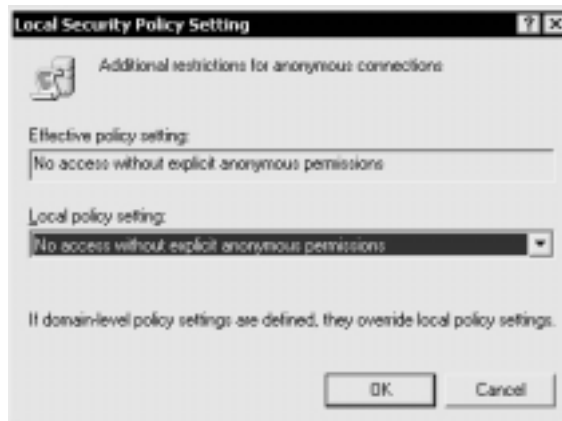 Local Security Policy Setting
Additional restrictions for anonymous connections
Effective policy setting:
No access without explicit anonymous permissions
Local policy setting:
No access without explicit anonymous permissions
If domain-level policy settings are defined, they override local policy settings.
OK Cancel